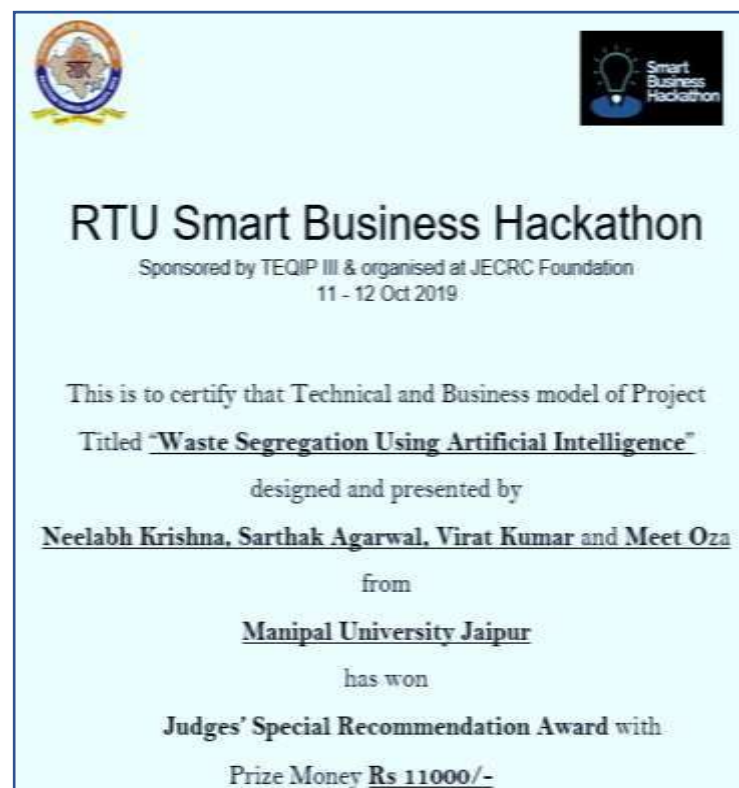 Smart
Business
Hackathon
RTU Smart Business Hackathon
Sponsored by TEQIP III & organised at JECRC Foundation
11 - 12 Oct 2019
This is to certify that Technical and Business model of Project
Titled “Waste Segregation Using Artificial Intelligence”
designed and presented by
Neelabh Krishna, Sarthak Agarwal, Virat Kumar and Meet Oza
from
Manipal University Jaipur
has won
Judges’ Special Recommendation Award with
Prize Money Rs 11000/-